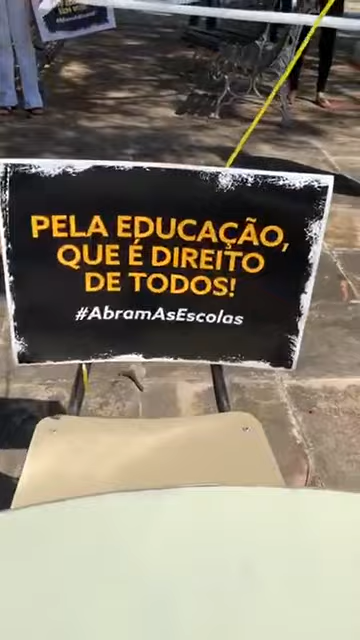 PELA EDUCAÇÃO,
QUE É DIREITO
DE TODOS!
#AbramAsEscolas